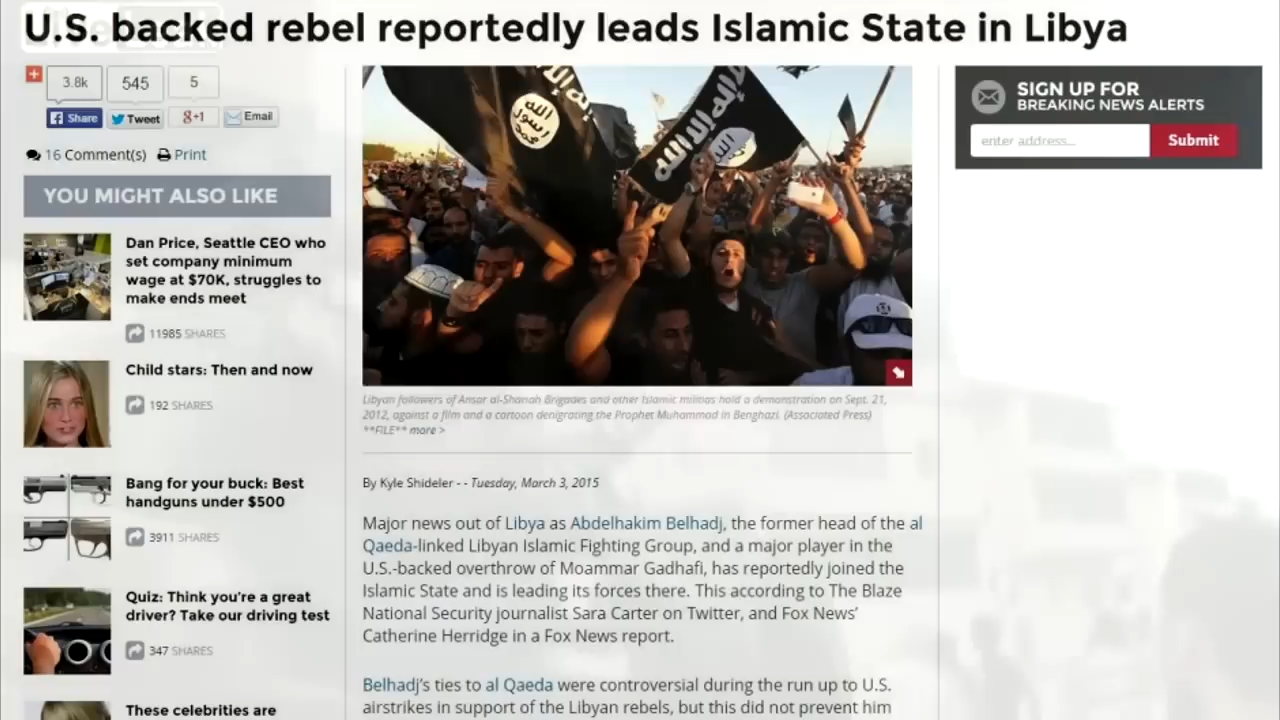 U.S. backed rebel reportedly leads Islamic State in Libya
3.8k
545
5
Share
Tweet
g+1
Email
16 Comment(s)
Print
YOU MIGHT ALSO LIKE
Dan Price, Seattle CEO who
set company minimum
wage at $70K, struggles to
make ends meet
11985 SHARES
Child stars: Then and now
192 SHARES
Bang for your buck: Best
handguns under $500
3911 SHARES
Quiz: Think you're a great
driver? Take our driving test
347 SHARES
These celebrities are
الله
رسول
محمد
Libyan followers of Ansar al-Shariah Brigades and other Islamic militias hold a demonstration on Sept. 21,
2012, against a film and a cartoon denigrating the Prophet Muhammad in Benghazi. (Associated Press)
**FILE** more >
By Kyle Shideler - - Tuesday, March 3, 2015
Major news out of Libya as Abdelhakim Belhadj, the former head of the al
Qaeda-linked Libyan Islamic Fighting Group, and a major player in the
U.S.-backed overthrow of Moammar Gadhafi, has reportedly joined the
Islamic State and is leading its forces there. This according to The Blaze
National Security journalist Sara Carter on Twitter, and Fox News'
Catherine Herridge in a Fox News report.
Belhadj's ties to al Qaeda were controversial during the run up to U.S.
airstrikes in support of the Libyan rebels, but this did not prevent him
SIGN UP FOR
BREAKING NEWS ALERTS
enter address...
Submit